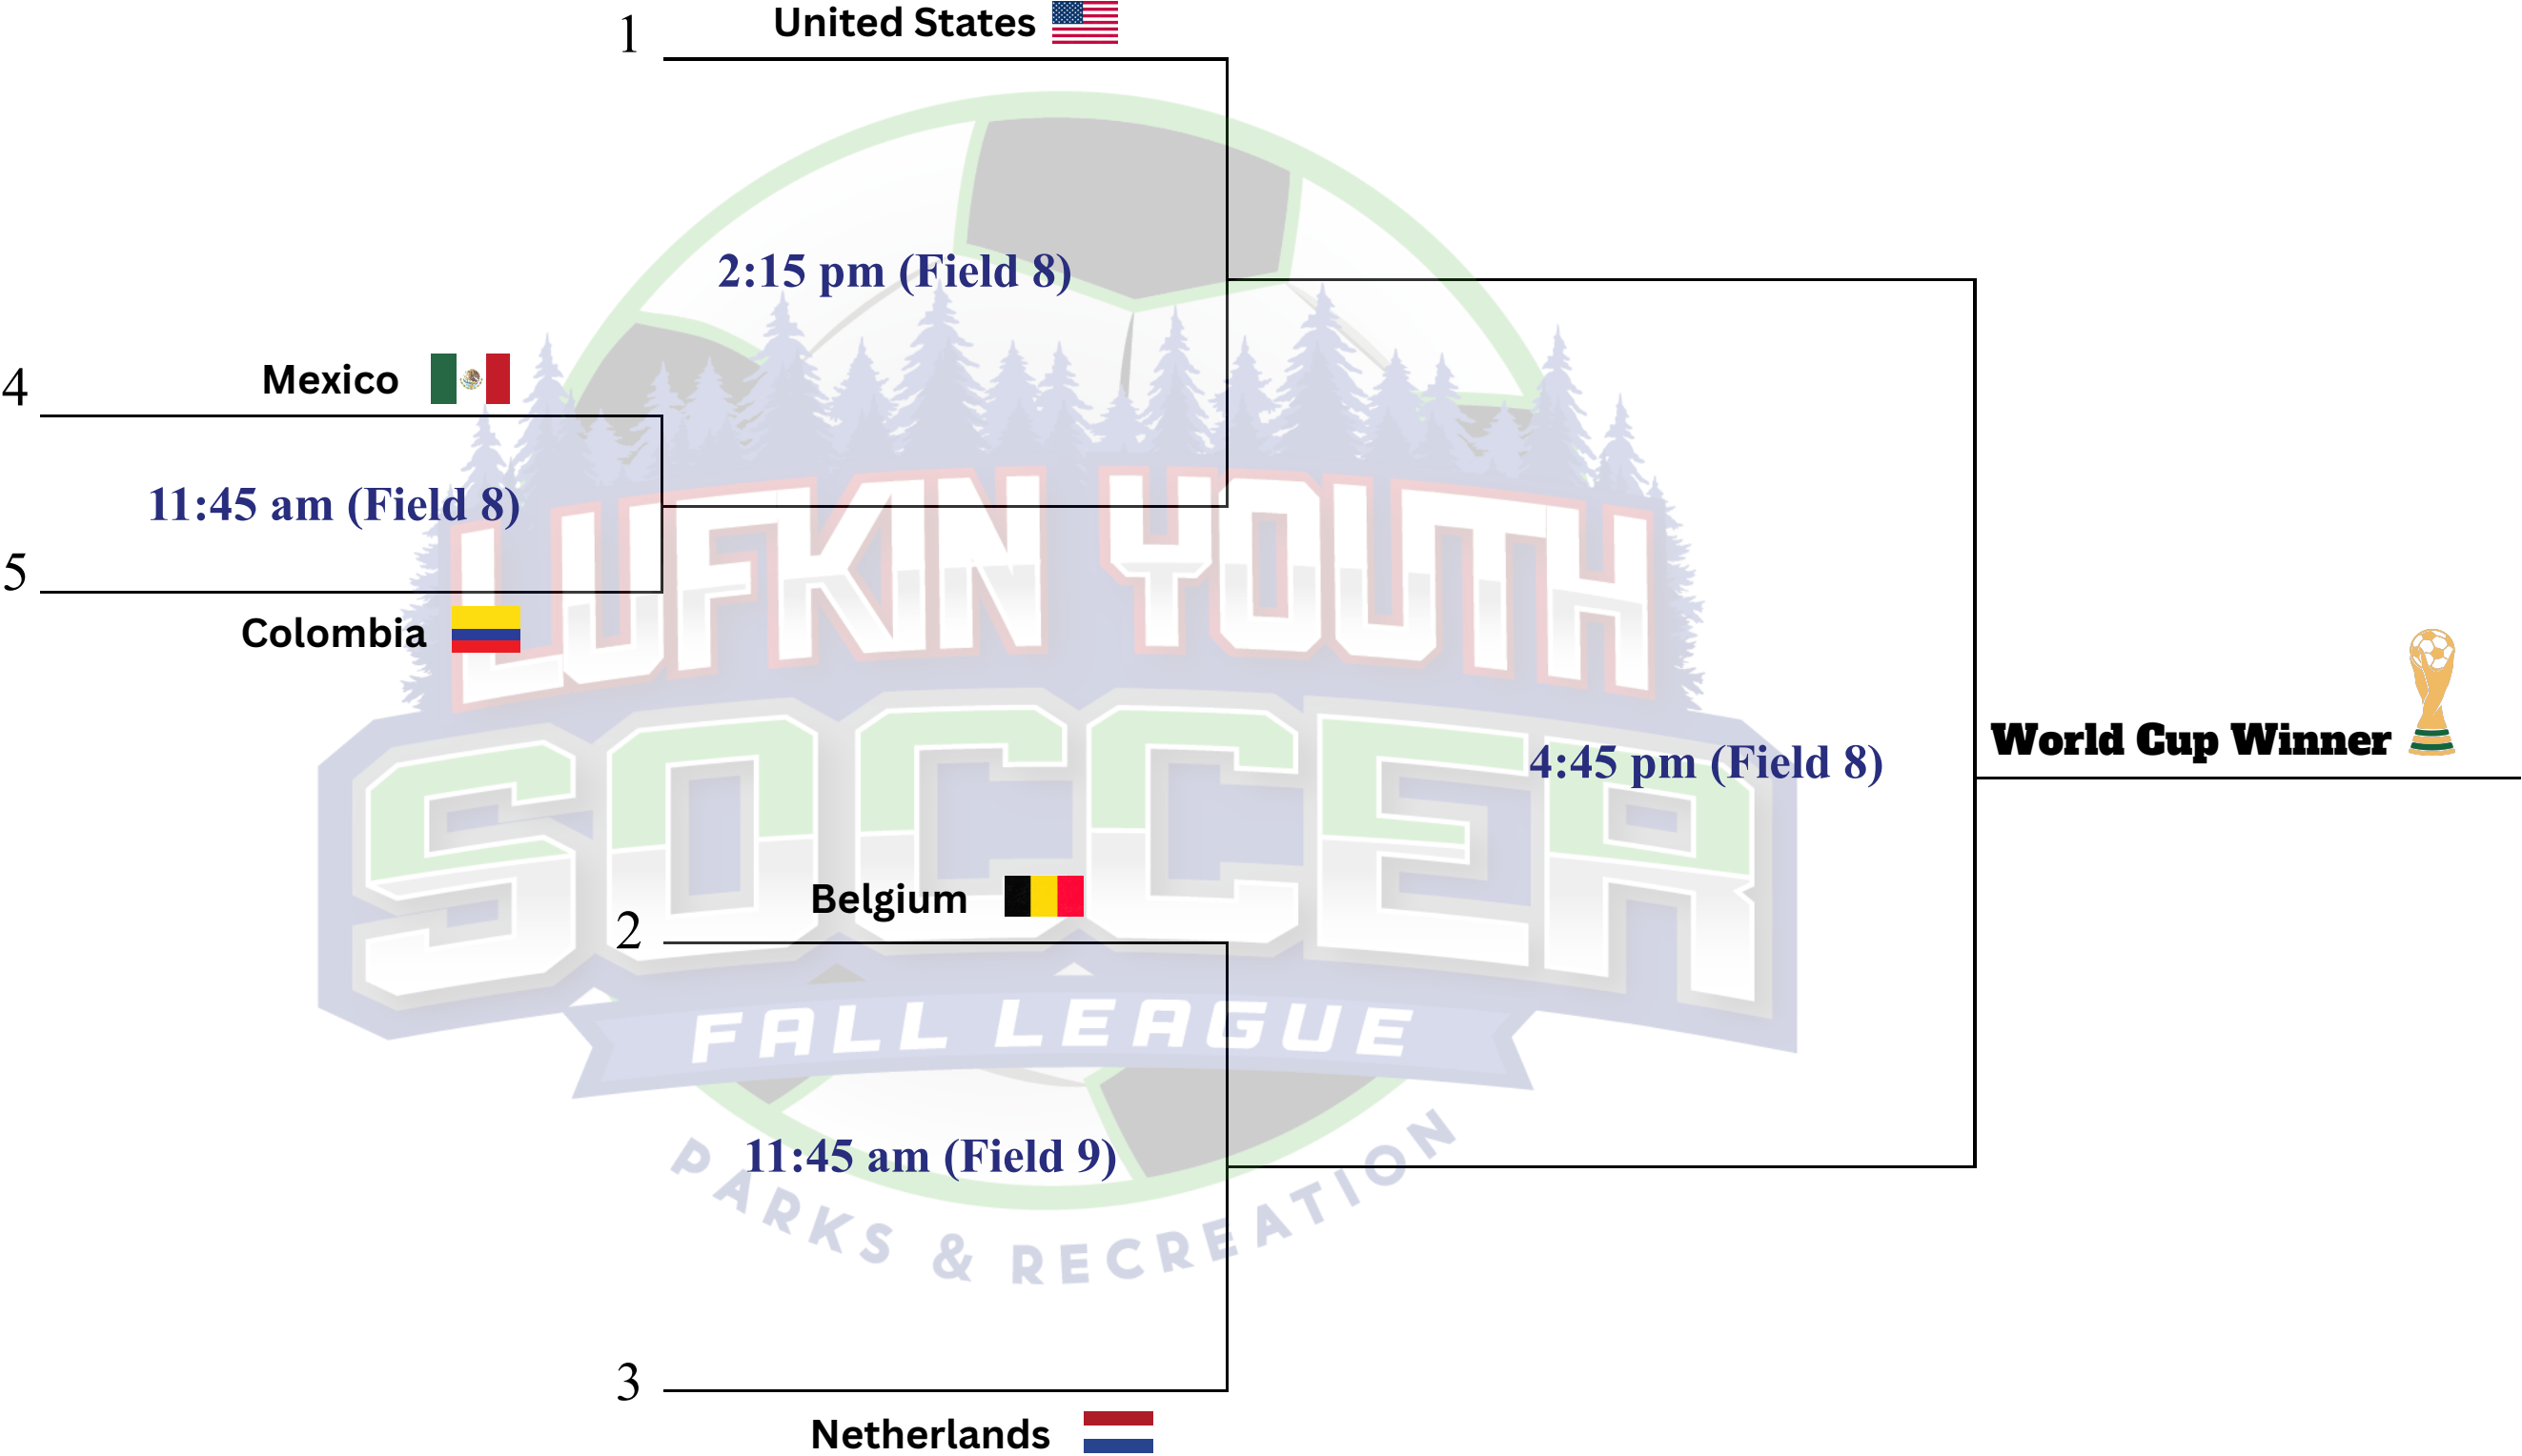 1
United States
2:15 pm (Field 8)
4
Mexico
11:45 am (Field 8)
5
Colombia
LUFKIN YOUTH
SOCCER
FALL LEAGUE
PARKS & RECREATION
4:45 pm (Field 8)
World Cup Winner
2
Belgium
11:45 am (Field 9)
3
Netherlands